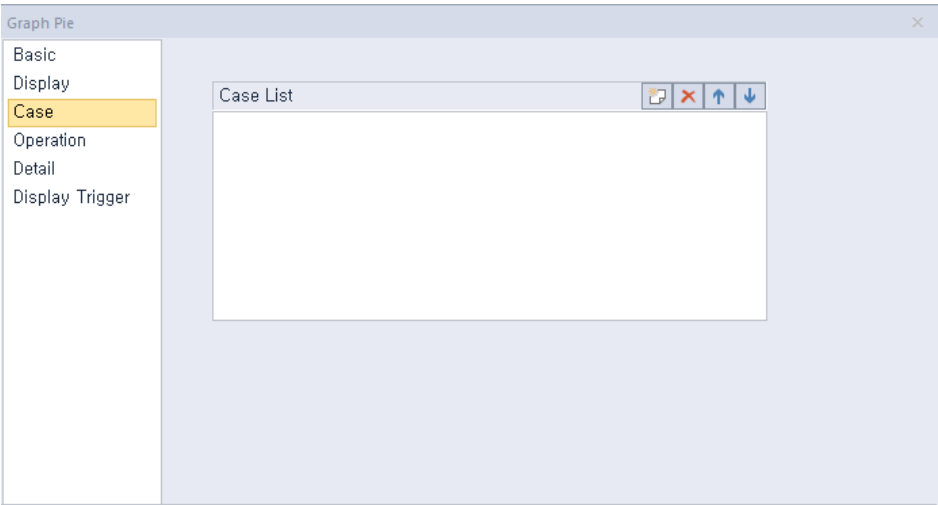 Graph Pie
Basic
Display
Case
Operation
Detail
Display Trigger
Case List